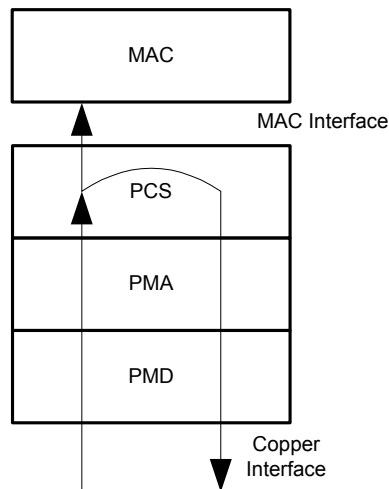 MAC
MAC Interface
PCS
PMA
PMD
Copper
Interface